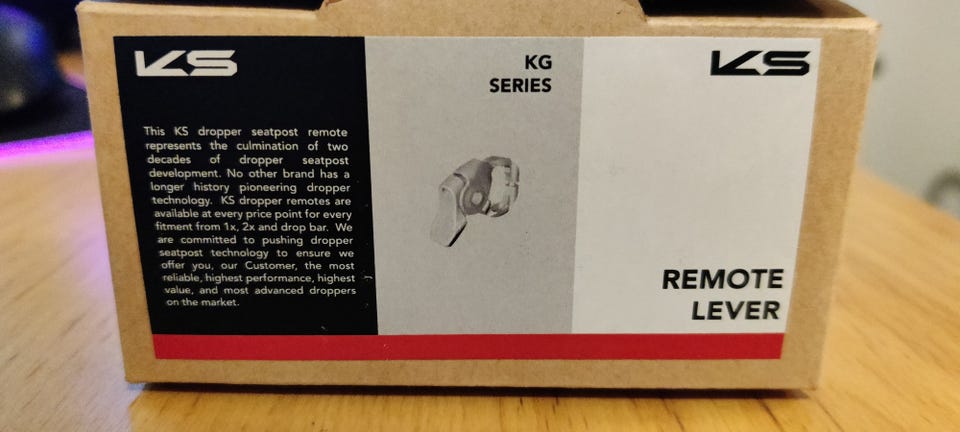 KS
This KS dropper seatpost remote
represents the culmination of two
decades of dropper seatpost
development. No other brand has a
longer history pioneering dropper
technology. KS dropper remotes are
available at every price point for every
fitment from 1x, 2x and drop bar. We
are committed to pushing dropper
seatpost technology to ensure we
offer you, our Customer, the most
reliable, highest performance, highest
value, and most advanced droppers
on the market.
KG
SERIES
KS
REMOTE
LEVER